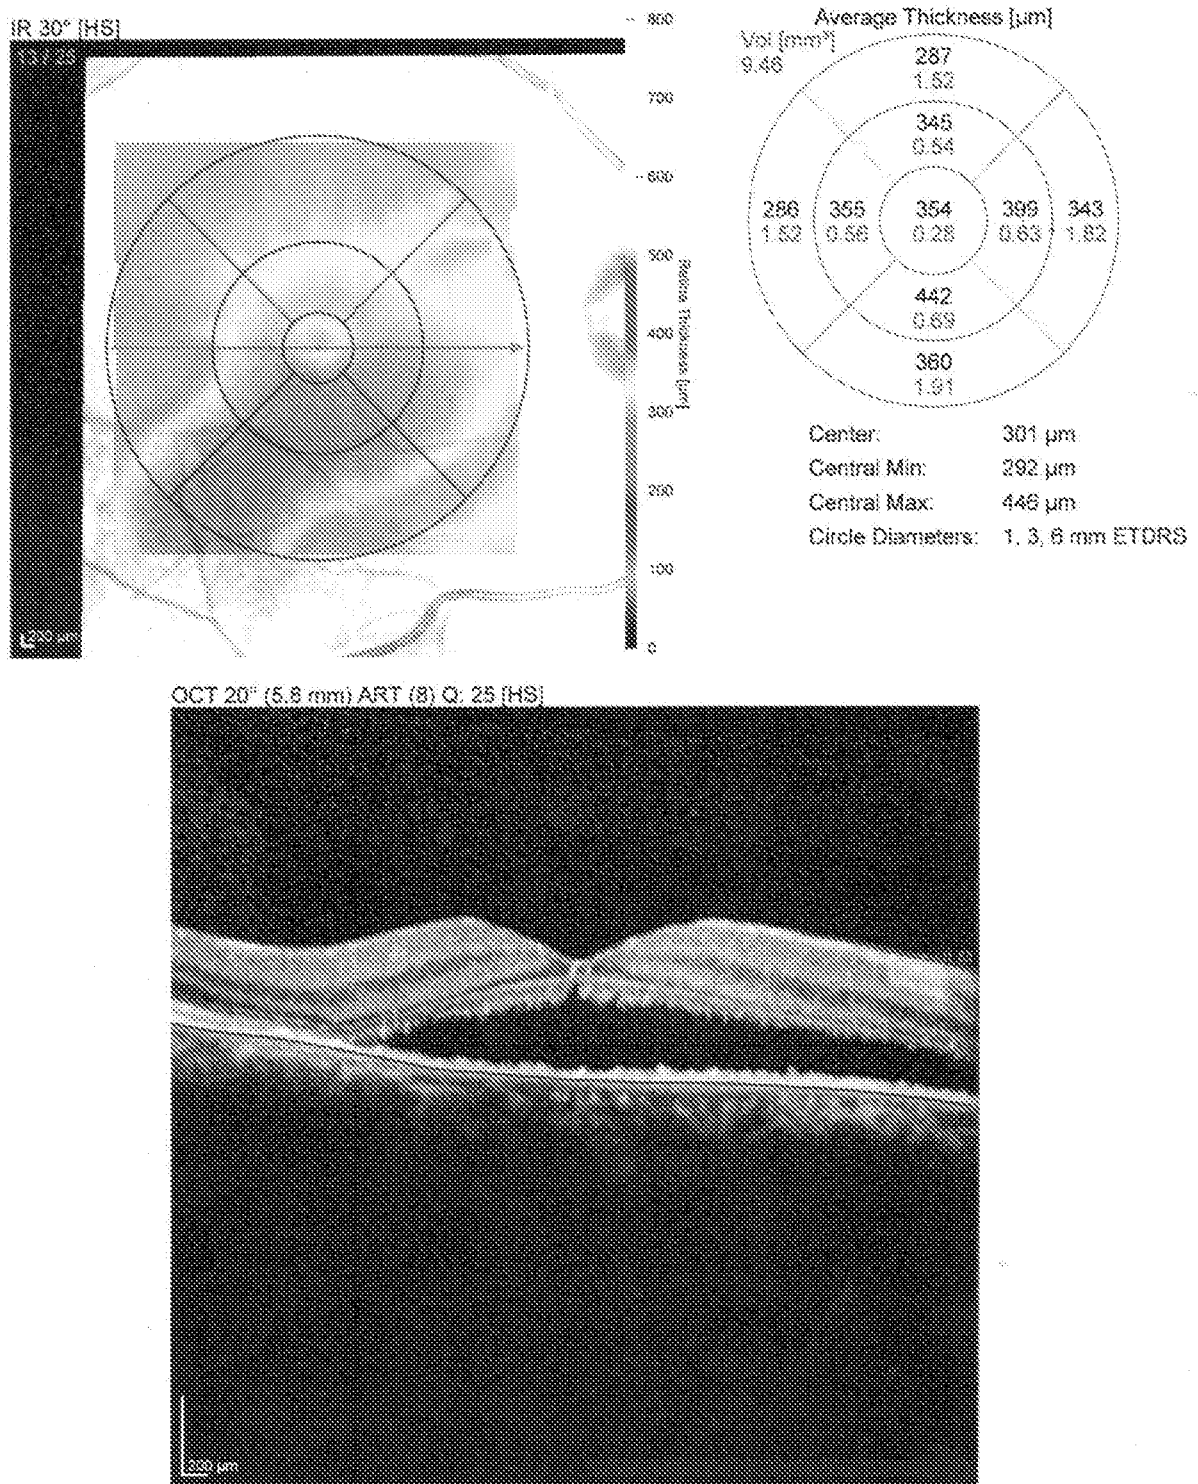 IR 30° [HS]
800
700
600
500
400
300
200
100
0
Retina Thickness [µm]
200 µm
Average Thickness [µm]
Vol [mm³]
9.46
287
1.52
345
0.54
286 355 354 399 343
1.52 0.56 0.28 0.63 1.82
442
0.69
360
1.91
Center: 301 µm
Central Min: 292 µm
Central Max: 446 µm
Circle Diameters: 1, 3, 6 mm ETDRS
OCT 20° (5.8 mm) ART (8) Q: 25 [HS]
200 µm